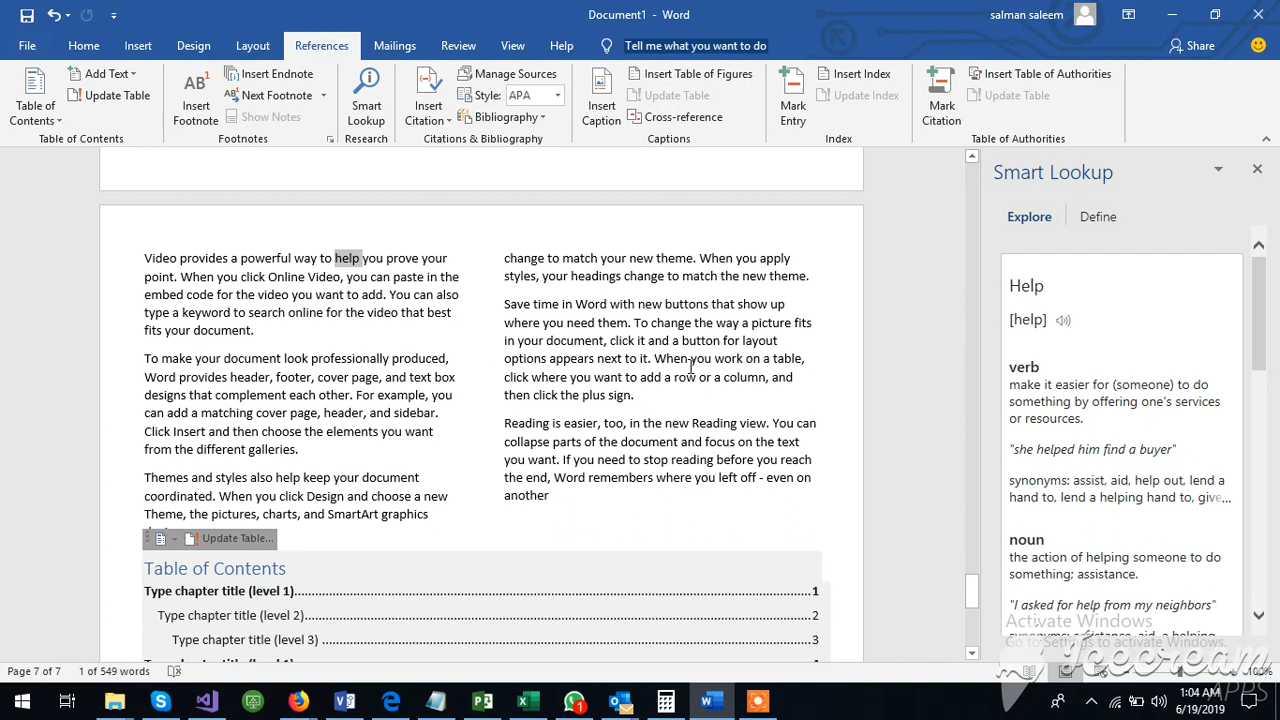 Document1 - Word
salman saleem
File Home Insert Design Layout References Mailings Review View Help Tell me what you want to do Share
Table of Contents
Add Text
Update Table
Table of Contents
AB1
Insert Footnote
Insert Endnote
Next Footnote
Show Notes
Footnotes
Smart Lookup
Research
Insert Citation
Manage Sources
Style: APA
Bibliography
Citations & Bibliography
Insert Caption
Insert Table of Figures
Update Table
Cross-reference
Captions
Mark Entry
Insert Index
Update Index
Index
Mark Citation
Insert Table of Authorities
Update Table
Table of Authorities
Video provides a powerful way to help you prove your
point. When you click Online Video, you can paste in the
embed code for the video you want to add. You can also
type a keyword to search online for the video that best
fits your document.
To make your document look professionally produced,
Word provides header, footer, cover page, and text box
designs that complement each other. For example, you
can add a matching cover page, header, and sidebar.
Click Insert and then choose the elements you want
from the different galleries.
Themes and styles also help keep your document
coordinated. When you click Design and choose a new
Theme, the pictures, charts, and SmartArt graphics
change to match your new theme. When you apply
styles, your headings change to match the new theme.
Save time in Word with new buttons that show up
where you need them. To change the way a picture fits
in your document, click it and a button for layout
options appears next to it. When you work on a table,
click where you want to add a row or a column, and
then click the plus sign.
Reading is easier, too, in the new Reading view. You can
collapse parts of the document and focus on the text
you want. If you need to stop reading before you reach
the end, Word remembers where you left off - even on
another
Update Table...
Table of Contents
Type chapter title (level 1)...1
Type chapter title (level 2)...2
Type chapter title (level 3)...3
Smart Lookup
Explore Define
Help
[help]
verb
make it easier for (someone) to do
something by offering one's services
or resources.
"she helped him find a buyer"
synonyms: assist, aid, help out, lend a
hand to, lend a helping hand to, give...
noun
the action of helping someone to do
something; assistance.
"I asked for help from my neighbors"
Activate Windows
Go to Settings to activate Windows.
Icecream
APPS
Page 7 of 7 1 of 549 words
100%
1
1:04 AM
6/19/2019